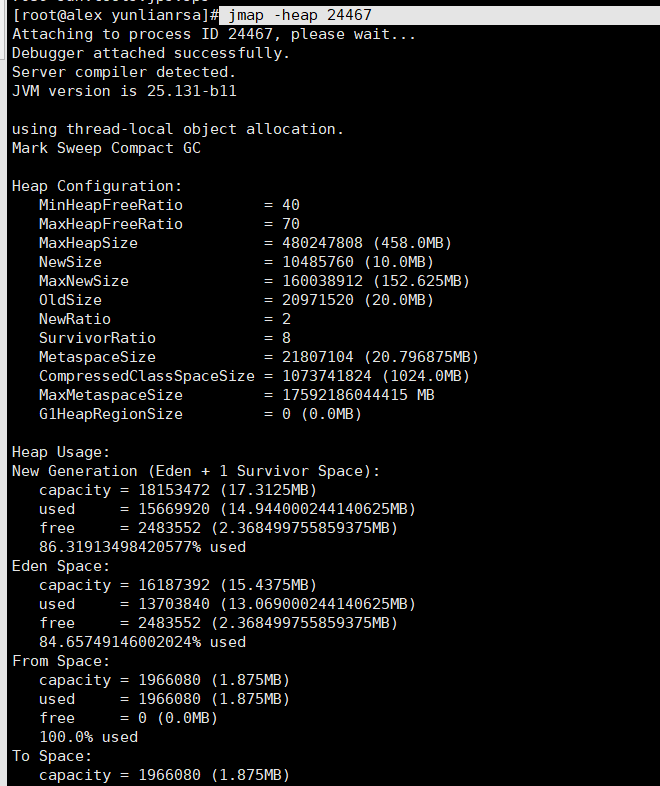 [root@alex yunlianrsa]# jmap -heap 24467
Attaching to process ID 24467, please wait...
Debugger attached successfully.
Server compiler detected.
JVM version is 25.131-b11
using thread-local object allocation.
Mark Sweep Compact GC
Heap Configuration:
   MinHeapFreeRatio         = 40
   MaxHeapFreeRatio         = 70
   MaxHeapSize              = 480247808 (458.0MB)
   NewSize                  = 10485760 (10.0MB)
   MaxNewSize               = 160038912 (152.625MB)
   OldSize                  = 20971520 (20.0MB)
   NewRatio                 = 2
   SurvivorRatio            = 8
   MetaspaceSize            = 21807104 (20.796875MB)
   CompressedClassSpaceSize = 1073741824 (1024.0MB)
   MaxMetaspaceSize         = 17592186044415 MB
   G1HeapRegionSize         = 0 (0.0MB)
Heap Usage:
New Generation (Eden + 1 Survivor Space):
   capacity = 18153472 (17.3125MB)
   used     = 15669920 (14.944000244140625MB)
   free     = 2483552 (2.368499755859375MB)
   86.31913498420577% used
Eden Space:
   capacity = 16187392 (15.4375MB)
   used     = 13703840 (13.069000244140625MB)
   free     = 2483552 (2.368499755859375MB)
   84.65749146002024% used
From Space:
   capacity = 1966080 (1.875MB)
   used     = 1966080 (1.875MB)
   free     = 0 (0.0MB)
   100.0% used
To Space:
   capacity = 1966080 (1.875MB)